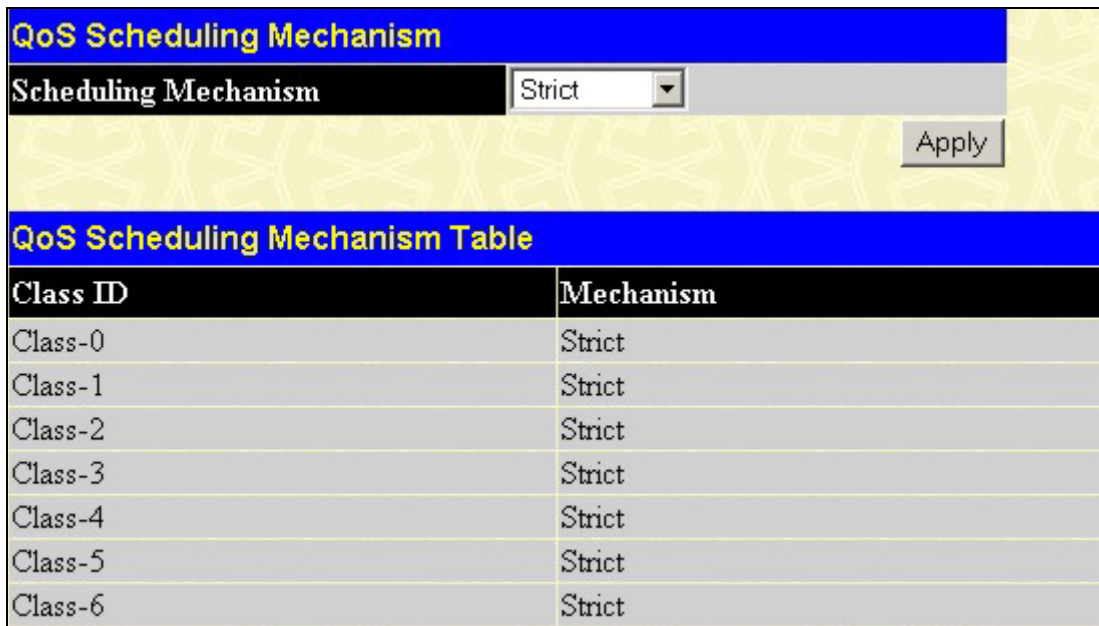 QoS Scheduling Mechanism
Scheduling Mechanism Strict
Apply
QoS Scheduling Mechanism Table
Class ID Mechanism
Class-0 Strict
Class-1 Strict
Class-2 Strict
Class-3 Strict
Class-4 Strict
Class-5 Strict
Class-6 Strict